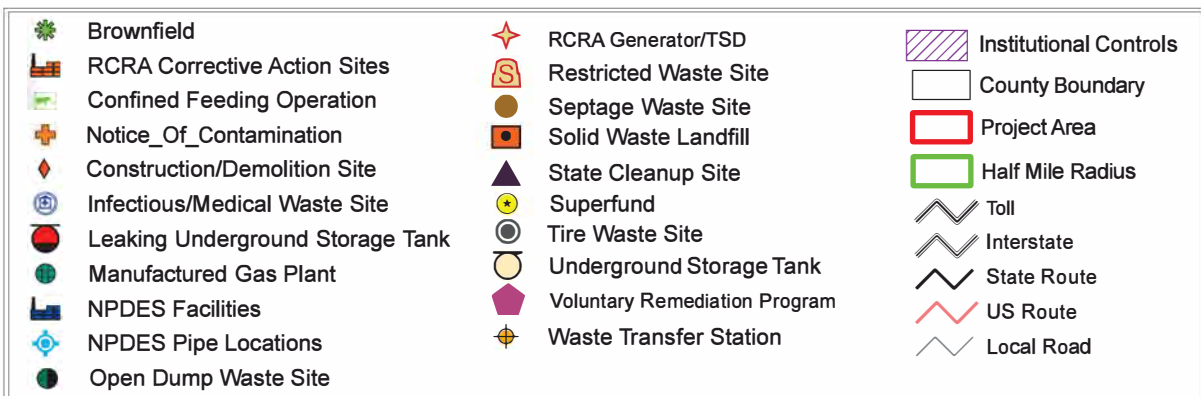 Brownfield
RCRA Corrective Action Sites
Confined Feeding Operation
Notice_Of_Contamination
Construction/Demolition Site
Infectious/Medical Waste Site
Leaking Underground Storage Tank
Manufactured Gas Plant
NPDES Facilities
NPDES Pipe Locations
Open Dump Waste Site
RCRA Generator/TSD
S Restricted Waste Site
Septage Waste Site
Solid Waste Landfill
State Cleanup Site
Superfund
Tire Waste Site
Underground Storage Tank
Voluntary Remediation Program
Waste Transfer Station
Institutional Controls
County Boundary
Project Area
Half Mile Radius
Toll
Interstate
State Route
US Route
Local Road